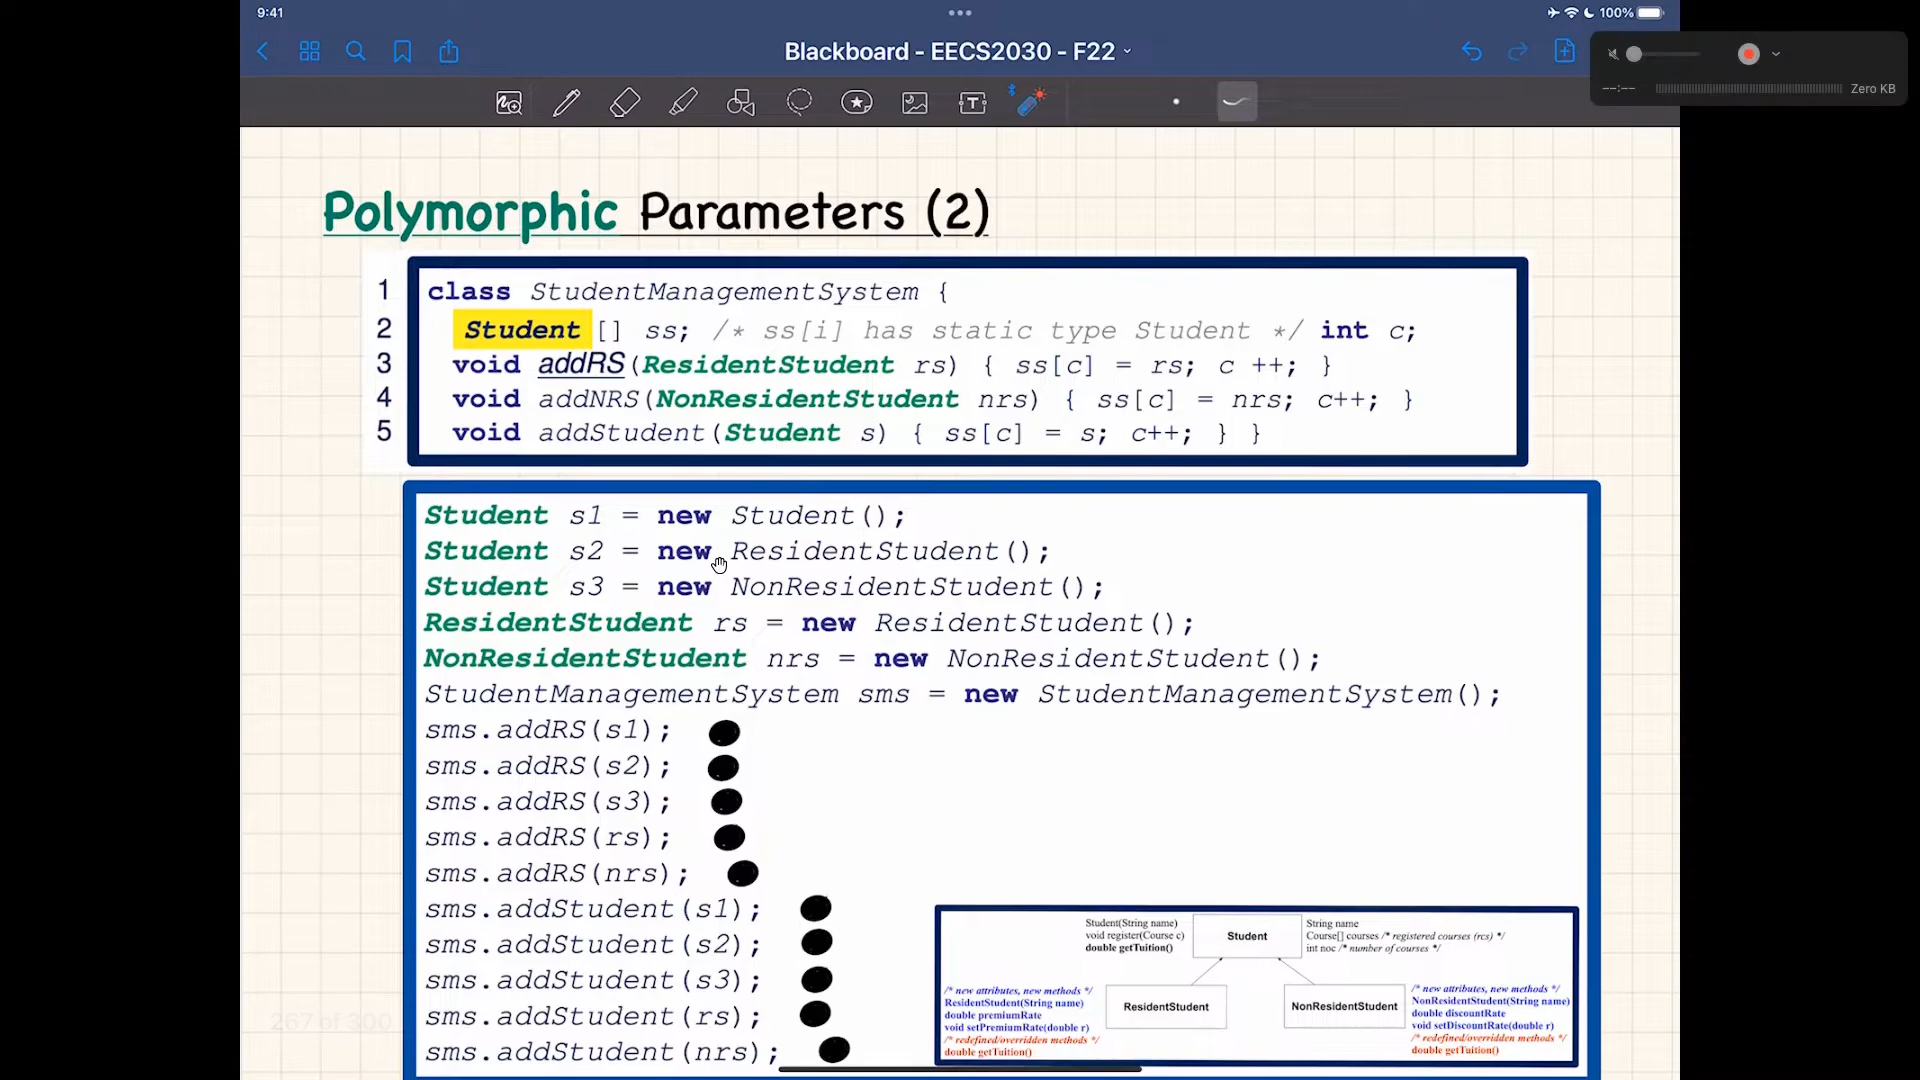 9:41
100%
Blackboard - EECS2030 - F22
--:--
Zero KB
Polymorphic Parameters (2)
1 class StudentManagementSystem {
2 Student [] ss; /* ss[i] has static type Student */ int c;
3 void addRS(ResidentStudent rs) { ss[c] = rs; c ++; }
4 void addNRS(NonResidentStudent nrs) { ss[c] = nrs; c++; }
5 void addStudent(Student s) { ss[c] = s; c++; } }
Student s1 = new Student();
Student s2 = new ResidentStudent();
Student s3 = new NonResidentStudent();
ResidentStudent rs = new ResidentStudent();
NonResidentStudent nrs = new NonResidentStudent();
StudentManagementSystem sms = new StudentManagementSystem();
sms.addRS(s1);
sms.addRS(s2);
sms.addRS(s3);
sms.addRS(rs);
sms.addRS(nrs);
sms.addStudent(s1);
sms.addStudent(s2);
sms.addStudent(s3);
sms.addStudent(rs);
sms.addStudent(nrs);
267 of 300
Student(String name)
void register(Course c)
double getTuition()
Student
String name
Course[] courses /* registered courses (rcs) */
int noc /* number of courses */
/* new attributes, new methods */
ResidentStudent(String name)
double premiumRate
void setPremiumRate(double r)
/* redefined/overridden methods */
double getTuition()
ResidentStudent
NonResidentStudent
/* new attributes, new methods */
NonResidentStudent(String name)
double discountRate
void setDiscountRate(double r)
/* redefined/overridden methods */
double getTuition()